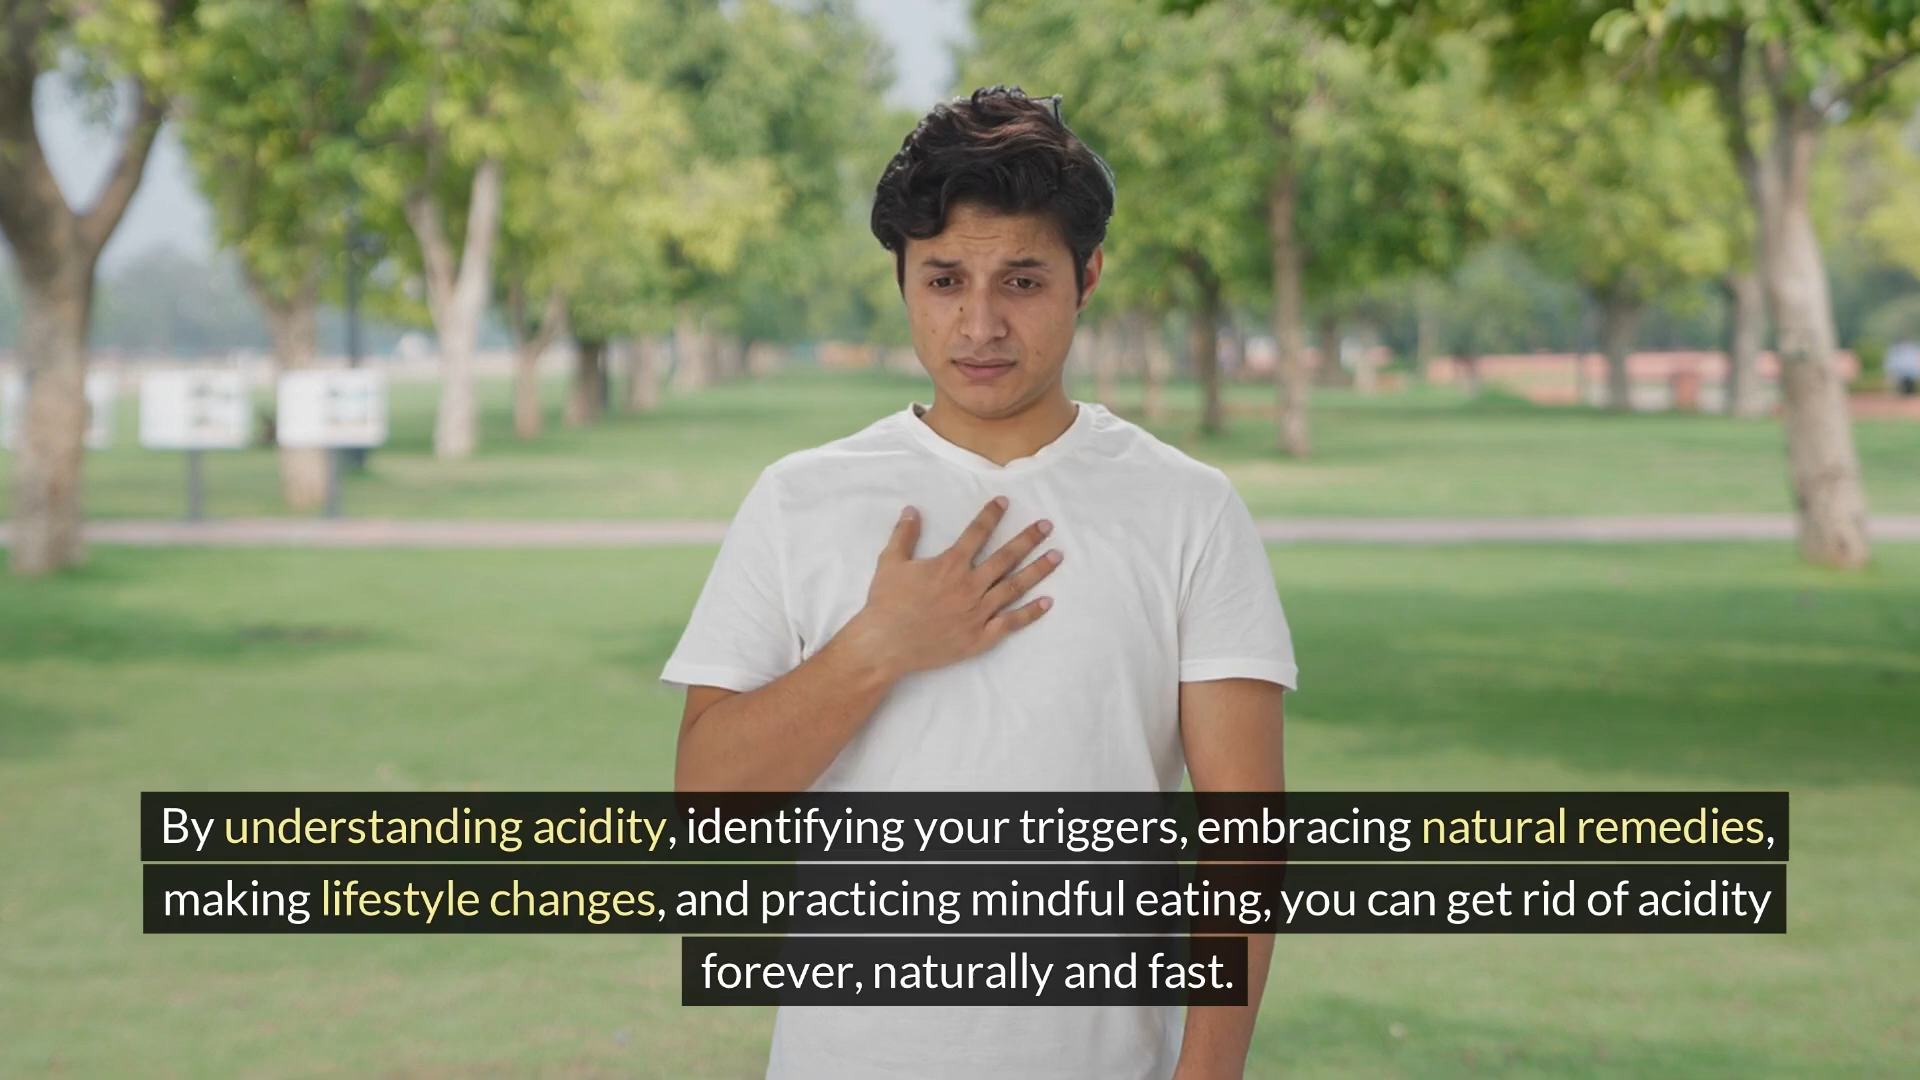 By understanding acidity, identifying your triggers, embracing natural remedies,
making lifestyle changes, and practicing mindful eating, you can get rid of acidity
forever, naturally and fast.